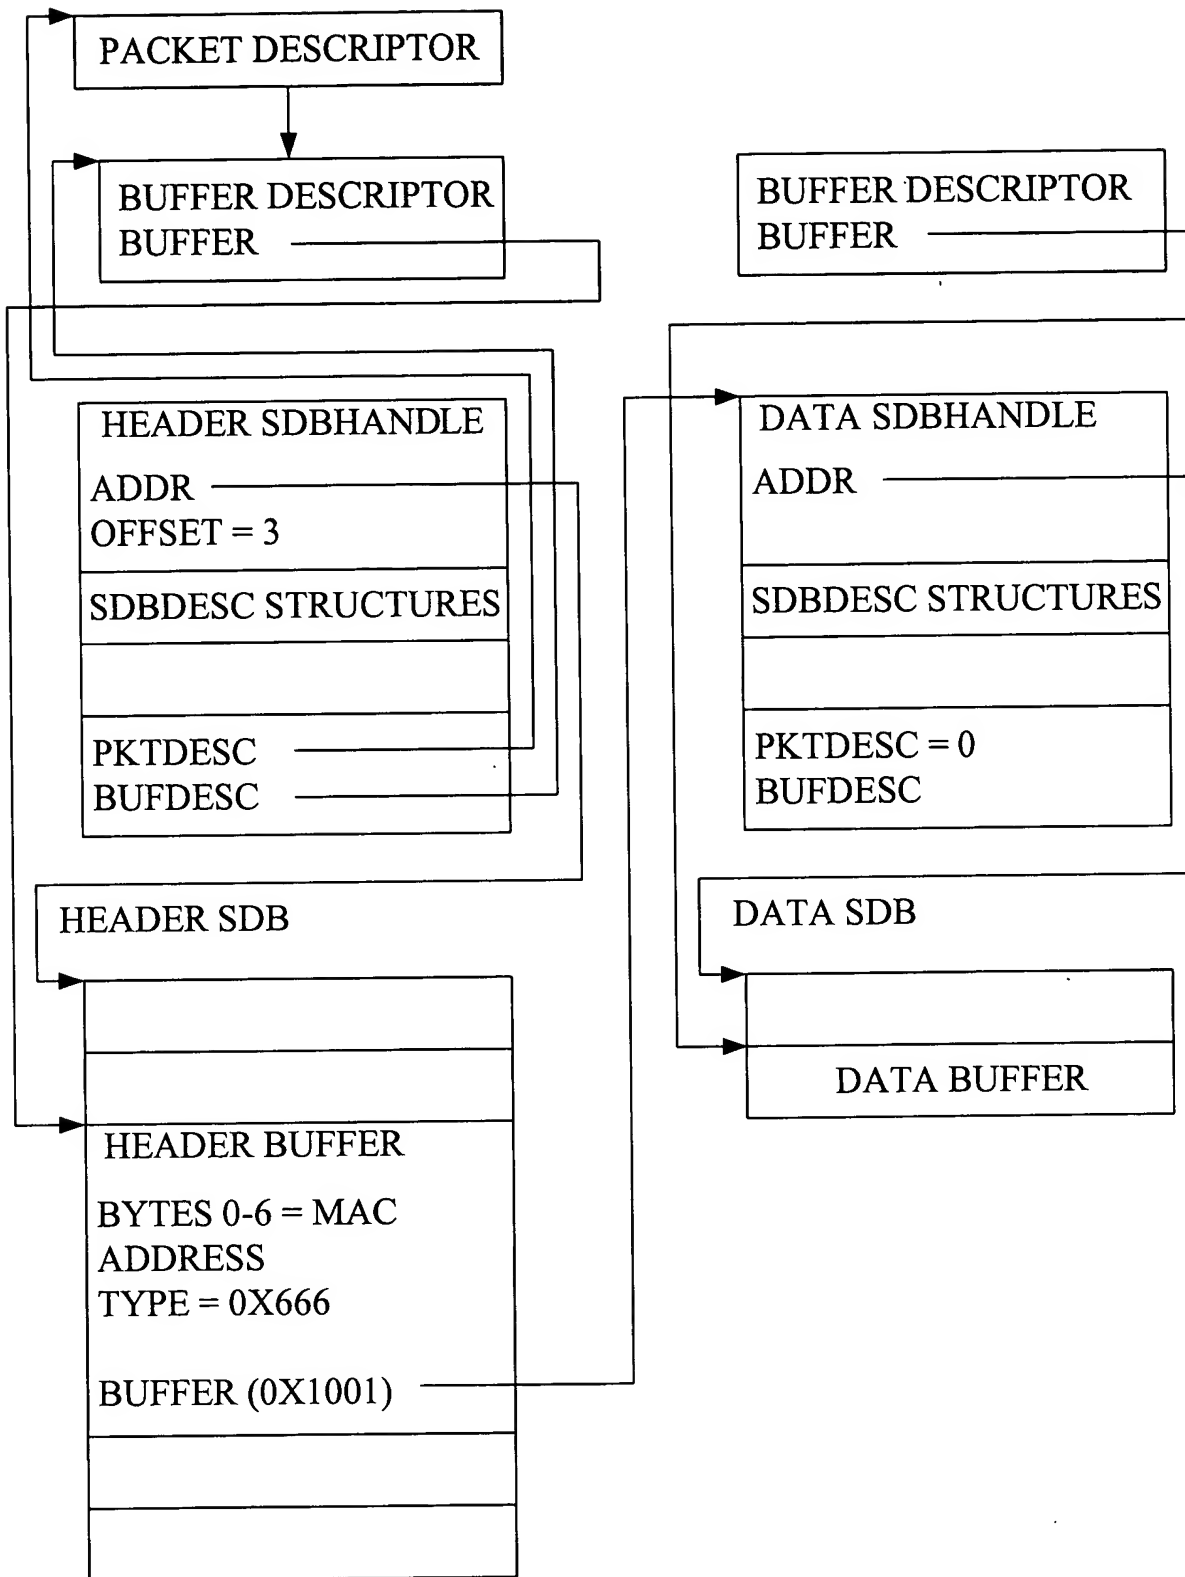 PACKET DESCRIPTOR
BUFFER DESCRIPTOR
BUFFER
BUFFER DESCRIPTOR
BUFFER
HEADER SDBHANDLE
ADDR
OFFSET = 3
SDBDESC STRUCTURES
PKTDESC
BUFDESC
DATA SDBHANDLE
ADDR
SDBDESC STRUCTURES
PKTDESC = 0
BUFDESC
HEADER SDB
DATA SDB
HEADER BUFFER
BYTES 0-6 = MAC
ADDRESS
TYPE = 0X666
BUFFER (0X1001)
DATA BUFFER